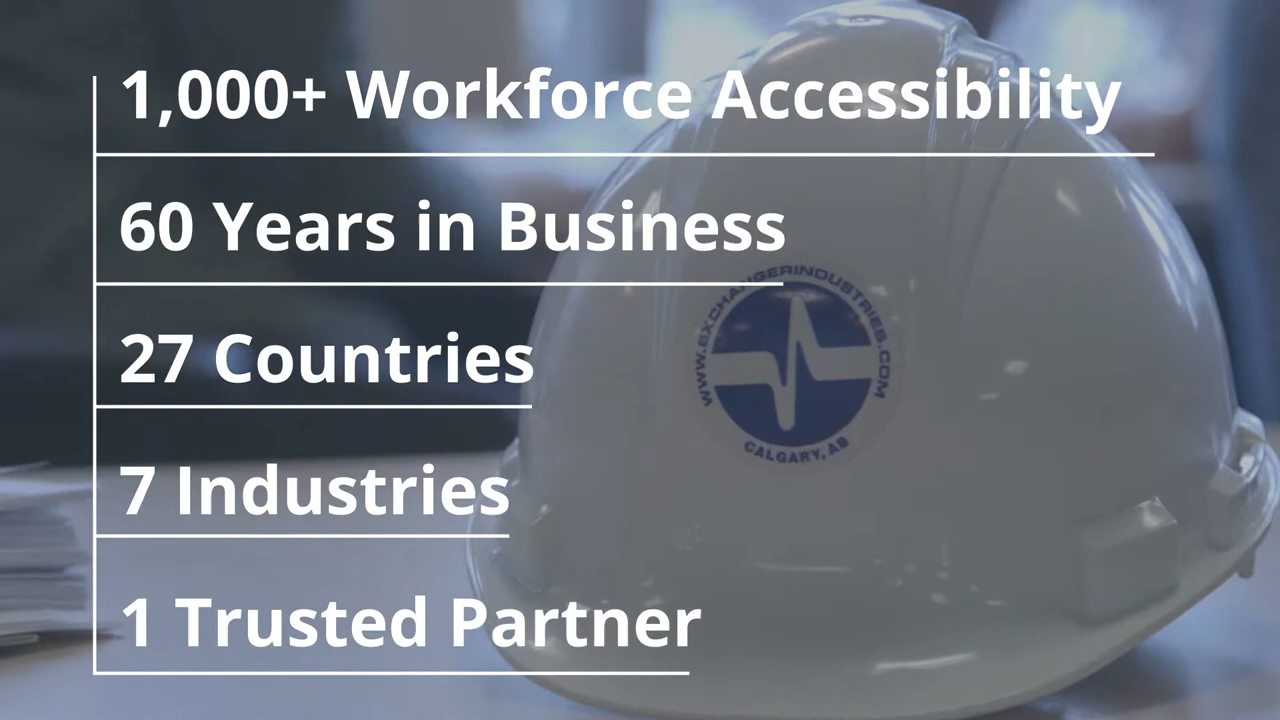 1,000+ Workforce Accessibility
60 Years in Business
27 Countries
7 Industries
1 Trusted Partner
WWW.EXCHANGERINDUSTRIES.COM
CALGARY, AB